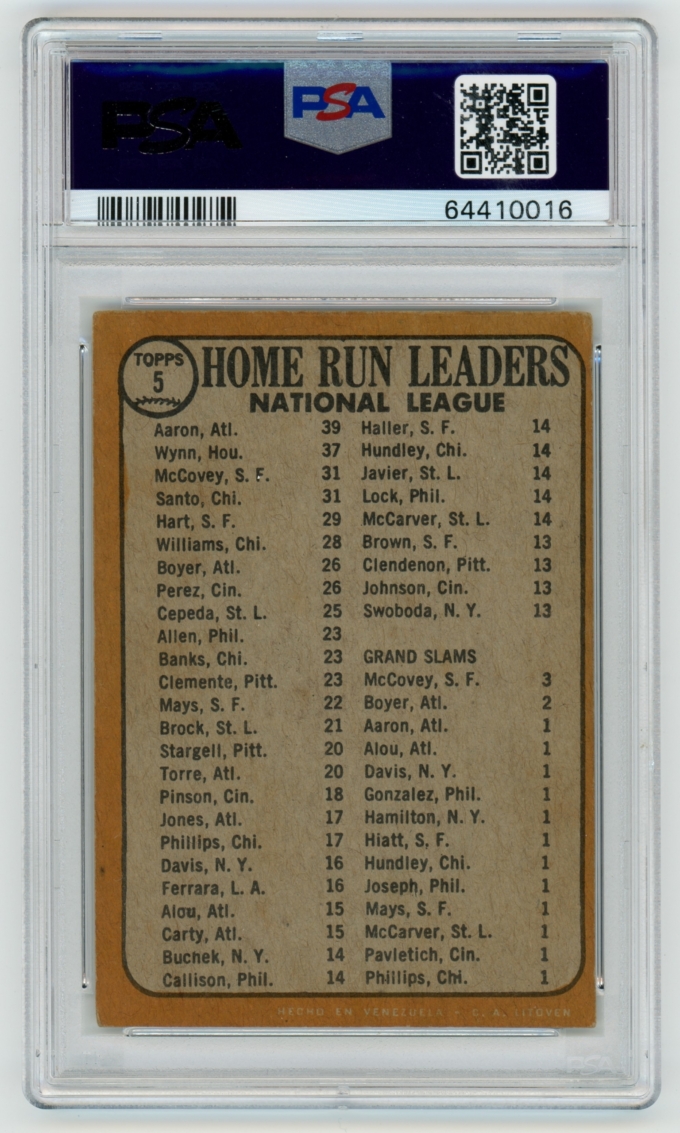 PSA
PSA
64410016
TOPPS
5
HOME RUN LEADERS
NATIONAL LEAGUE
Aaron, Atl. 39
Wynn, Hou. 37
McCovey, S. F. 31
Santo, Chi. 31
Hart, S. F. 29
Williams, Chi. 28
Boyer, Atl. 26
Perez, Cin. 26
Cepeda, St. L. 25
Allen, Phil. 23
Banks, Chi. 23
Clemente, Pitt. 23
Mays, S. F. 22
Brock, St. L. 21
Stargell, Pitt. 20
Torre, Atl. 20
Pinson, Cin. 18
Jones, Atl. 17
Phillips, Chi. 17
Davis, N. Y. 16
Ferrara, L. A. 16
Alou, Atl. 15
Carty, Atl. 15
Buchek, N. Y. 14
Callison, Phil. 14
Haller, S. F. 14
Hundley, Chi. 14
Javier, St. L. 14
Lock, Phil. 14
McCarver, St. L. 14
Brown, S. F. 13
Clendenon, Pitt. 13
Johnson, Cin. 13
Swoboda, N. Y. 13
GRAND SLAMS
McCovey, S. F. 3
Boyer, Atl. 2
Aaron, Atl. 1
Alou, Atl. 1
Davis, N. Y. 1
Gonzalez, Phil. 1
Hamilton, N. Y. 1
Hiatt, S. F. 1
Hundley, Chi. 1
Joseph, Phil. 1
Mays, S. F. 1
McCarver, St. L. 1
Pavletich, Cin. 1
Phillips, Chi. 1
HECHO EN VENEZUELA - C. A. LITOVEN
PSA